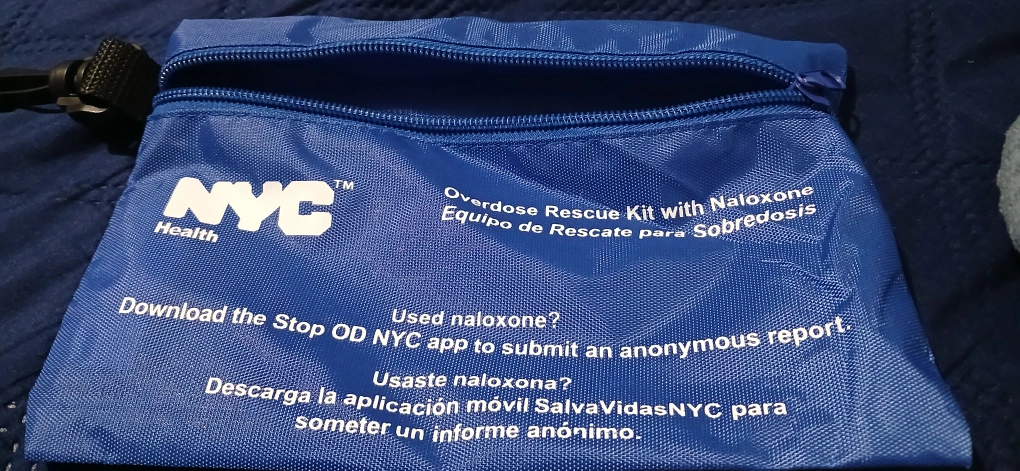 NYC™
Health
Overdose Rescue Kit with Naloxone
Equipo de Rescate para Sobredosis
Used naloxone?
Download the Stop OD NYC app to submit an anonymous report.
Usaste naloxona?
Descarga la aplicación móvil SalvaVidasNYC para
someter un informe anónimo.